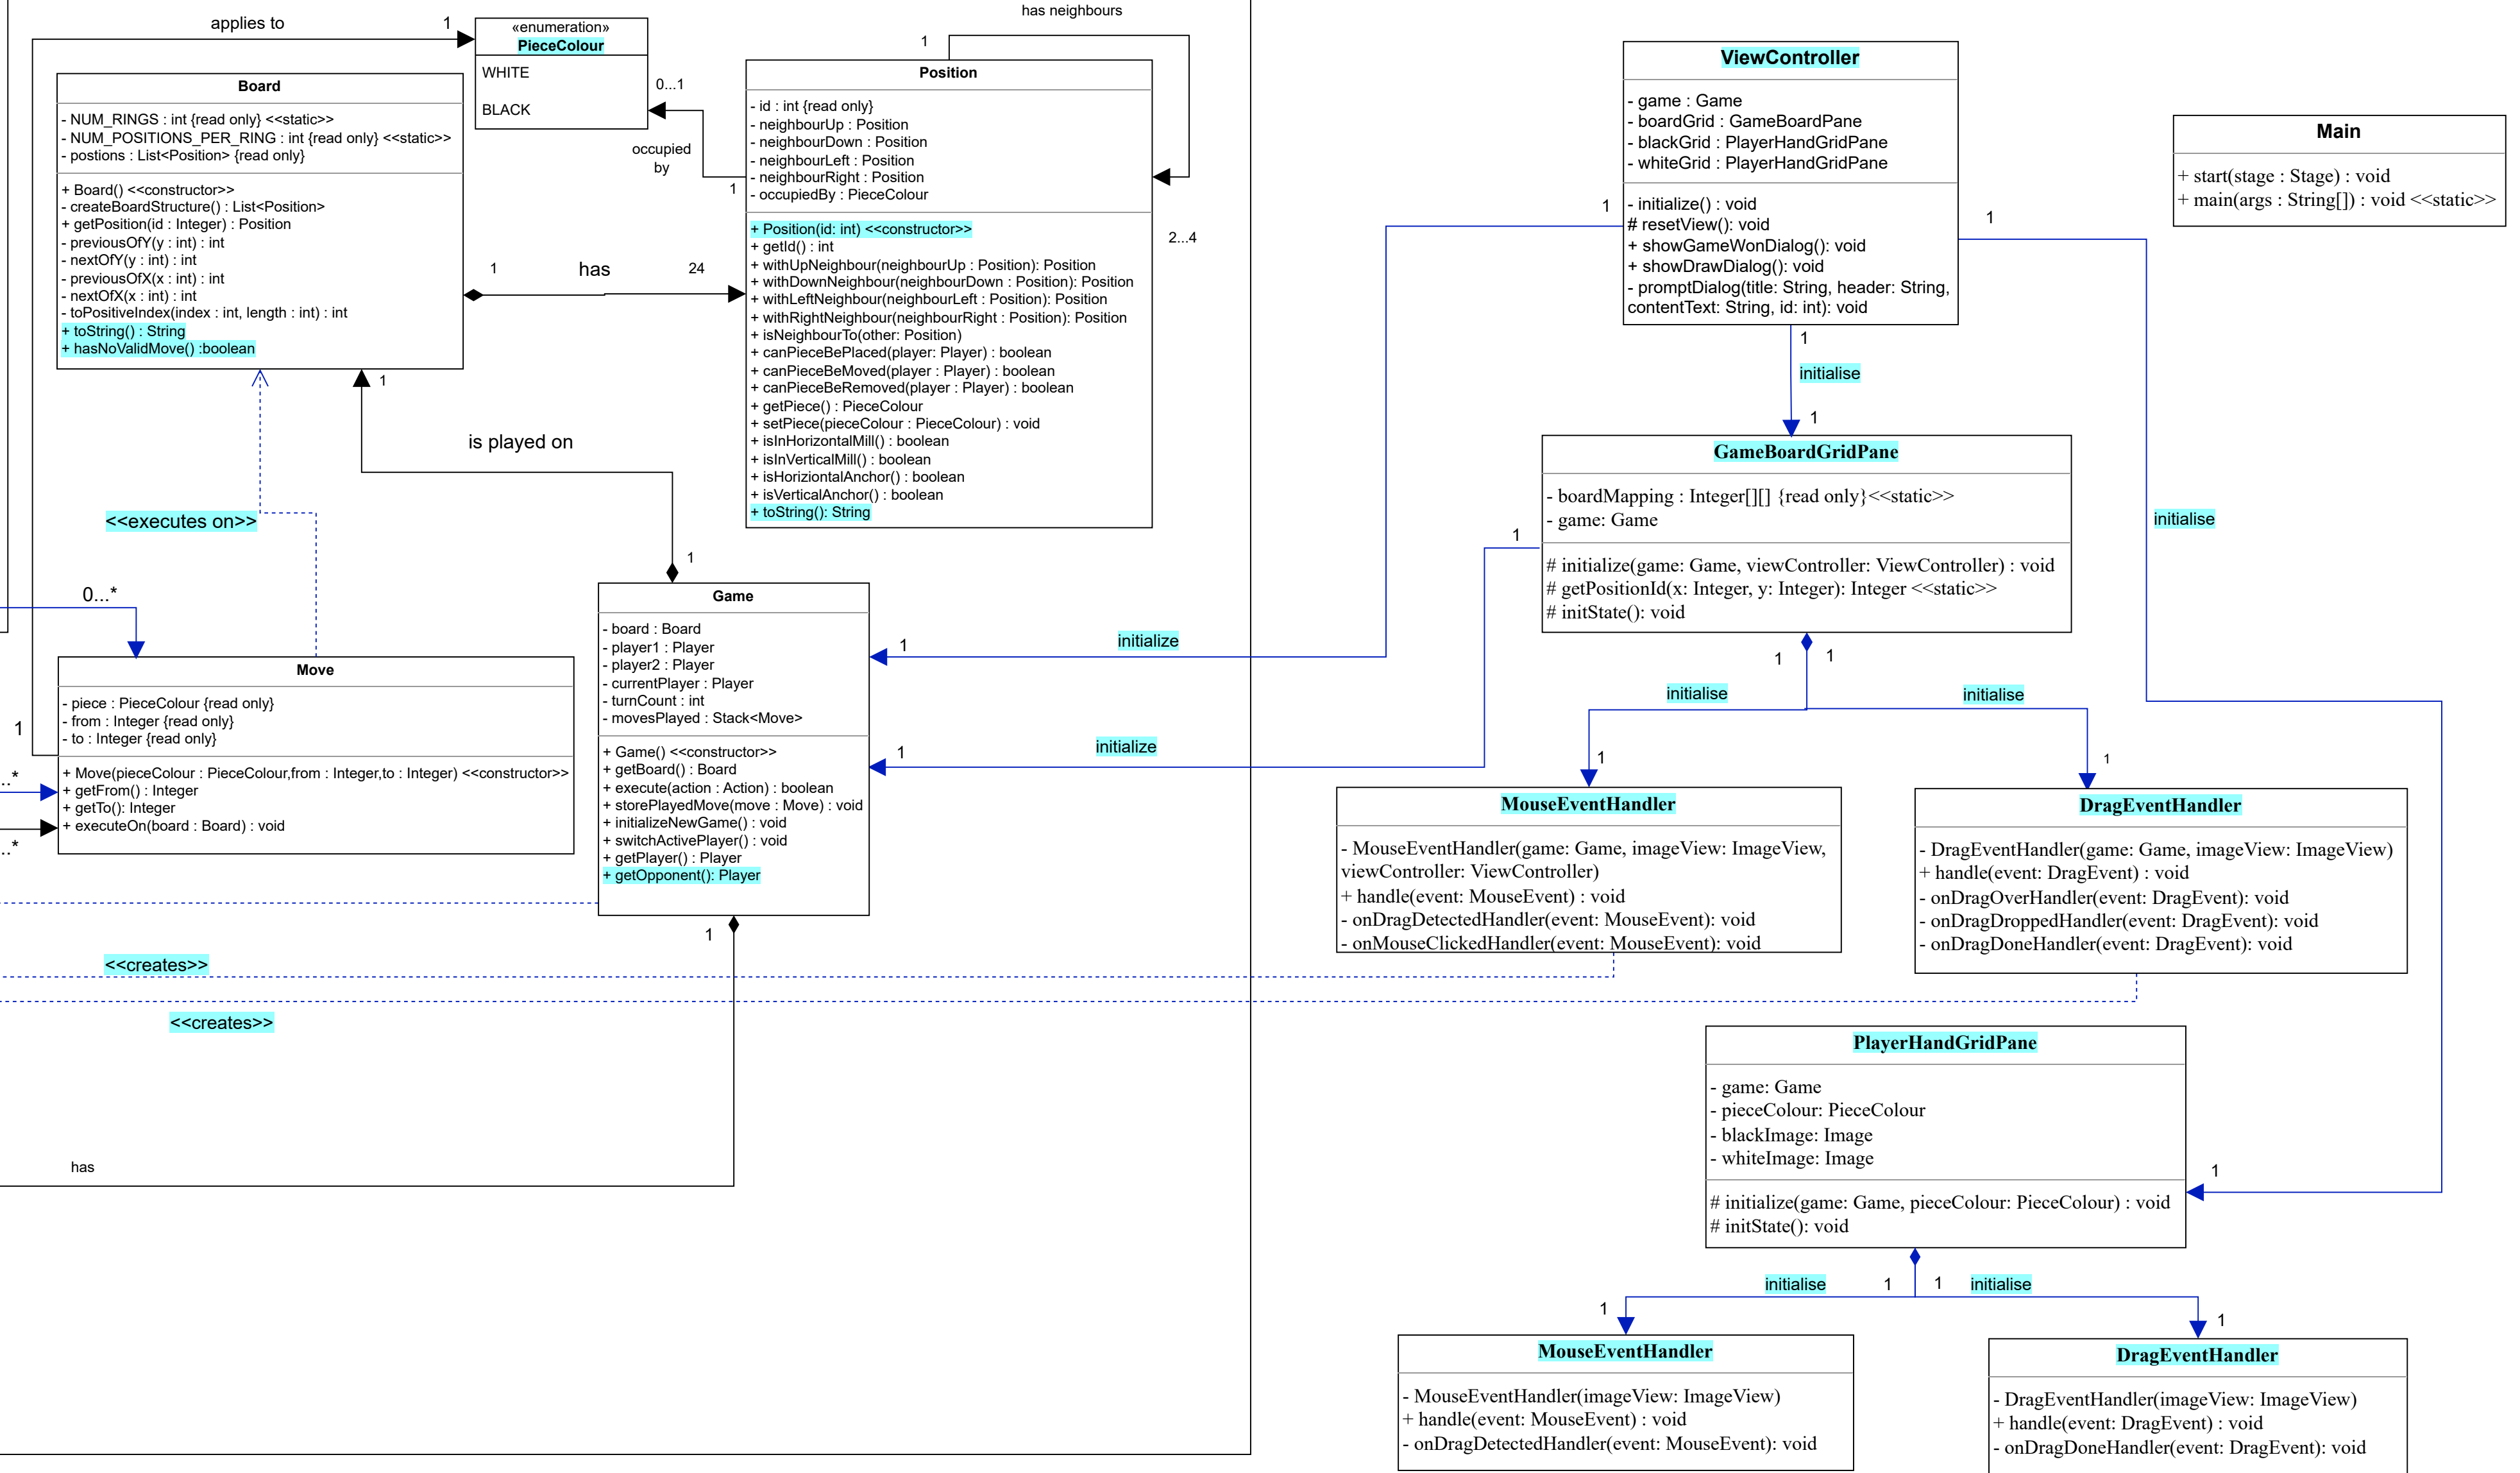 applies to
1
«enumeration»
PieceColour
WHITE
BLACK
0...1
occupied
by
1
has neighbours
1
2...4
Board
- NUM_RINGS : int {read only} <<static>>
- NUM_POSITIONS_PER_RING : int {read only} <<static>>
- postions : List<Position> {read only}
+ Board() <<constructor>>
- createBoardStructure() : List<Position>
+ getPosition(id : Integer) : Position
- previousOfY(y : int) : int
- nextOfY(y : int) : int
- previousOfX(x : int) : int
- nextOfX(x : int) : int
- toPositiveIndex(index : int, length : int) : int
+ toString() : String
+ hasNoValidMove() :boolean
1
has
24
Position
- id : int {read only}
- neighbourUp : Position
- neighbourDown : Position
- neighbourLeft : Position
- neighbourRight : Position
- occupiedBy : PieceColour
+ Position(id: int) <<constructor>>
+ getId() : int
+ withUpNeighbour(neighbourUp : Position): Position
+ withDownNeighbour(neighbourDown : Position): Position
+ withLeftNeighbour(neighbourLeft : Position): Position
+ withRightNeighbour(neighbourRight : Position): Position
+ isNeighbourTo(other: Position)
+ canPieceBePlaced(player: Player) : boolean
+ canPieceBeMoved(player : Player) : boolean
+ canPieceBeRemoved(player : Player) : boolean
+ getPiece() : PieceColour
+ setPiece(pieceColour : PieceColour) : void
+ isInHorizontalMill() : boolean
+ isInVerticalMill() : boolean
+ isHoriziontalAnchor() : boolean
+ isVerticalAnchor() : boolean
+ toString(): String
1
is played on
1
<<executes on>>
0...*
Move
- piece : PieceColour {read only}
- from : Integer {read only}
- to : Integer {read only}
+ Move(pieceColour : PieceColour,from : Integer,to : Integer) <<constructor>>
+ getFrom() : Integer
+ getTo(): Integer
+ executeOn(board : Board) : void
1
..*
..*
Game
- board : Board
- player1 : Player
- player2 : Player
- currentPlayer : Player
- turnCount : int
- movesPlayed : Stack<Move>
+ Game() <<constructor>>
+ getBoard() : Board
+ execute(action : Action) : boolean
+ storePlayedMove(move : Move) : void
+ initializeNewGame() : void
+ switchActivePlayer() : void
+ getPlayer() : Player
+ getOpponent(): Player
1
<<creates>>
<<creates>>
has
1
initialize
1
initialize
ViewController
- game : Game
- boardGrid : GameBoardPane
- blackGrid : PlayerHandGridPane
- whiteGrid : PlayerHandGridPane
- initialize() : void
# resetView(): void
+ showGameWonDialog(): void
+ showDrawDialog(): void
- promptDialog(title: String, header: String,
contentText: String, id: int): void
1
1
1
initialise
1
initialise
Main
+ start(stage : Stage) : void
+ main(args : String[]) : void <<static>>
GameBoardGridPane
- boardMapping : Integer[][] {read only}<<static>>
- game: Game
# initialize(game: Game, viewController: ViewController) : void
# getPositionId(x: Integer, y: Integer): Integer <<static>>
# initState(): void
1
1
1
initialise
initialise
1
1
MouseEventHandler
- MouseEventHandler(game: Game, imageView: ImageView,
viewController: ViewController)
+ handle(event: MouseEvent) : void
- onDragDetectedHandler(event: MouseEvent): void
- onMouseClickedHandler(event: MouseEvent): void
DragEventHandler
- DragEventHandler(game: Game, imageView: ImageView)
+ handle(event: DragEvent) : void
- onDragOverHandler(event: DragEvent): void
- onDragDroppedHandler(event: DragEvent): void
- onDragDoneHandler(event: DragEvent): void
PlayerHandGridPane
- game: Game
- pieceColour: PieceColour
- blackImage: Image
- whiteImage: Image
# initialize(game: Game, pieceColour: PieceColour) : void
# initState(): void
1
initialise
1
1
initialise
1
1
MouseEventHandler
- MouseEventHandler(imageView: ImageView)
+ handle(event: MouseEvent) : void
- onDragDetectedHandler(event: MouseEvent): void
DragEventHandler
- DragEventHandler(imageView: ImageView)
+ handle(event: DragEvent) : void
- onDragDoneHandler(event: DragEvent): void